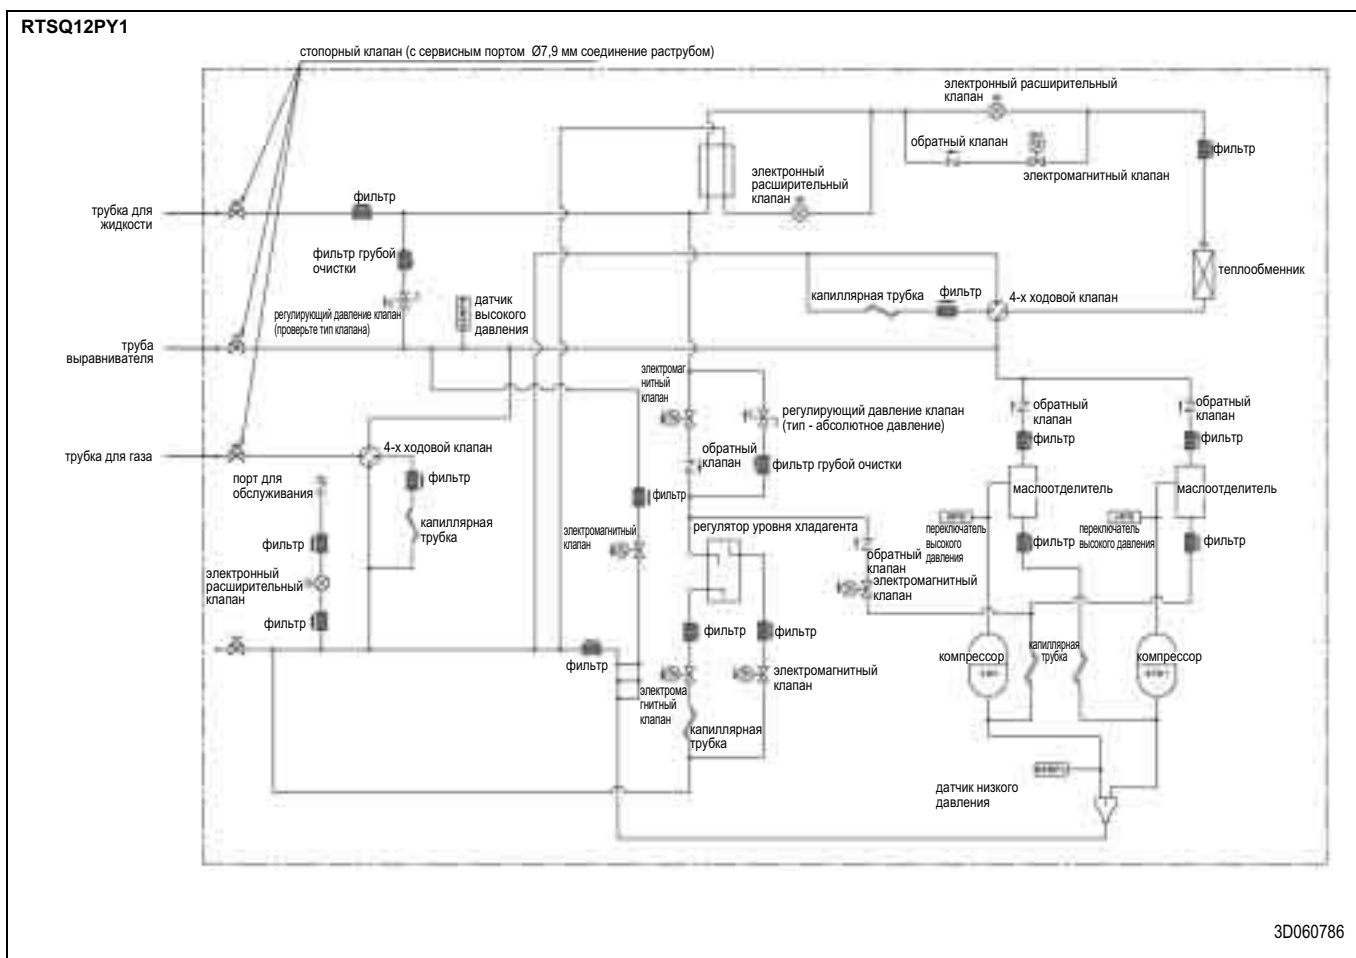 RTSQ12PY1
стопорный клапан (с сервисным портом Ø7,9 мм соединение раструбом)
электронный расширительный
клапан
обратный клапан
фильтр
электромагнитный клапан
электронный
расширительный
клапан
фильтр
трубка для
жидкости
фильтр грубой
очистки
теплообменник
капиллярная трубка
фильтр
4-х ходовой клапан
датчик
высокого
давления
регулирующий давление клапан
(проверьте тип клапана)
труба
выравнивателя
электромаг
нитный
клапан
регулирующий давление клапан
(тип - абсолютное давление)
обратный
клапан
обратный
клапан
4-х ходовой клапан
трубка для газа
обратный
клапан
фильтр грубой очистки
фильтр
фильтр
порт для
обслуживания
фильтр
маслоотделитель
маслоотделитель
фильтр
капиллярная
трубка
регулятор уровня хладагента
переключатель
высокого
давления
переключатель
высокого давления
электромагнитный
клапан
фильтр
фильтр
фильтр
обратный
клапан
электронный
расширительный
клапан
электромагнитный
клапан
фильтр
фильтр
фильтр
фильтр
компрессор
капиллярная
трубка
компрессор
электромагнитный
клапан
электрома
гнитный
клапан
капиллярная
трубка
датчик низкого
давления
3D060786